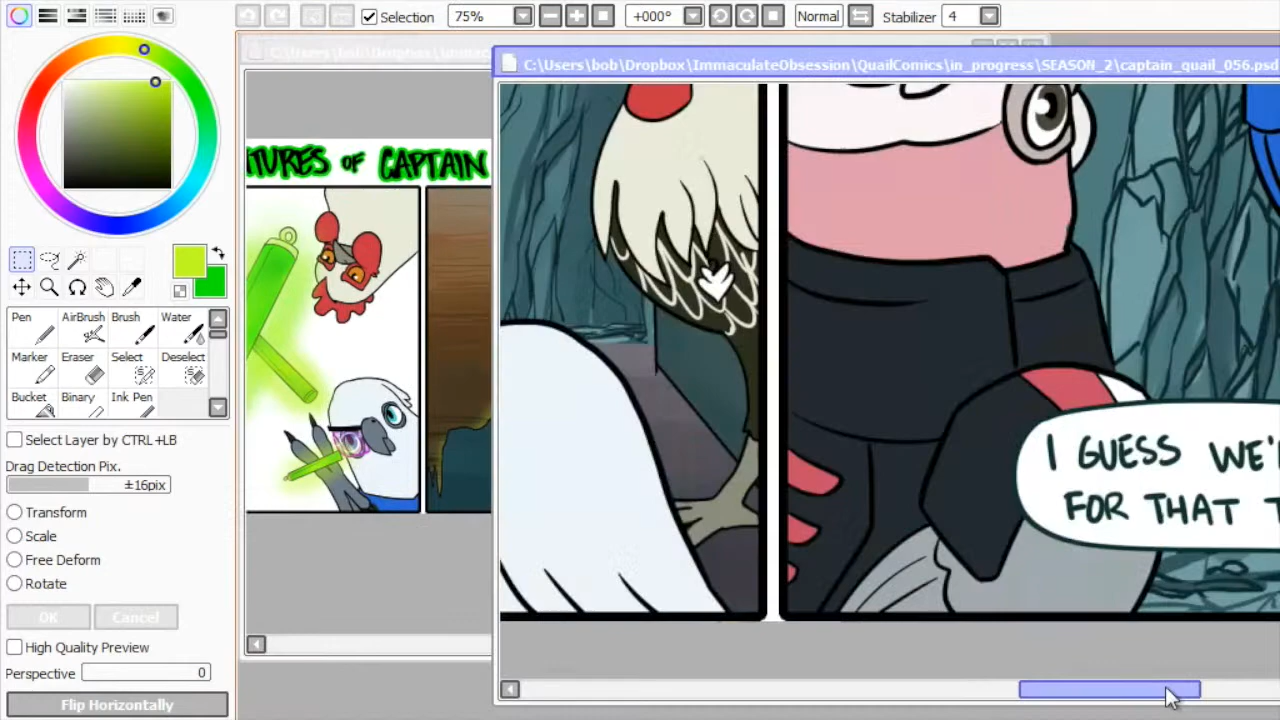 Selection
75%
+000°
Normal
Stabilizer
4
C:\Users\bob\Dropbox\ImmaculateObsession\QuailComics\in_progress\SEASON_2\captain_quail_056.psd
TURES OF CAPTAIN
Pen
AirBrush
Brush
Water
Marker
Eraser
Select
Deselect
Bucket
Binary
Ink Pen
Select Layer by CTRL +LB
Drag Detection Pix.
±16pix
Transform
Scale
Free Deform
Rotate
OK
Cancel
High Quality Preview
Perspective
0
Flip Horizontally
I GUESS WE'
FOR THAT T